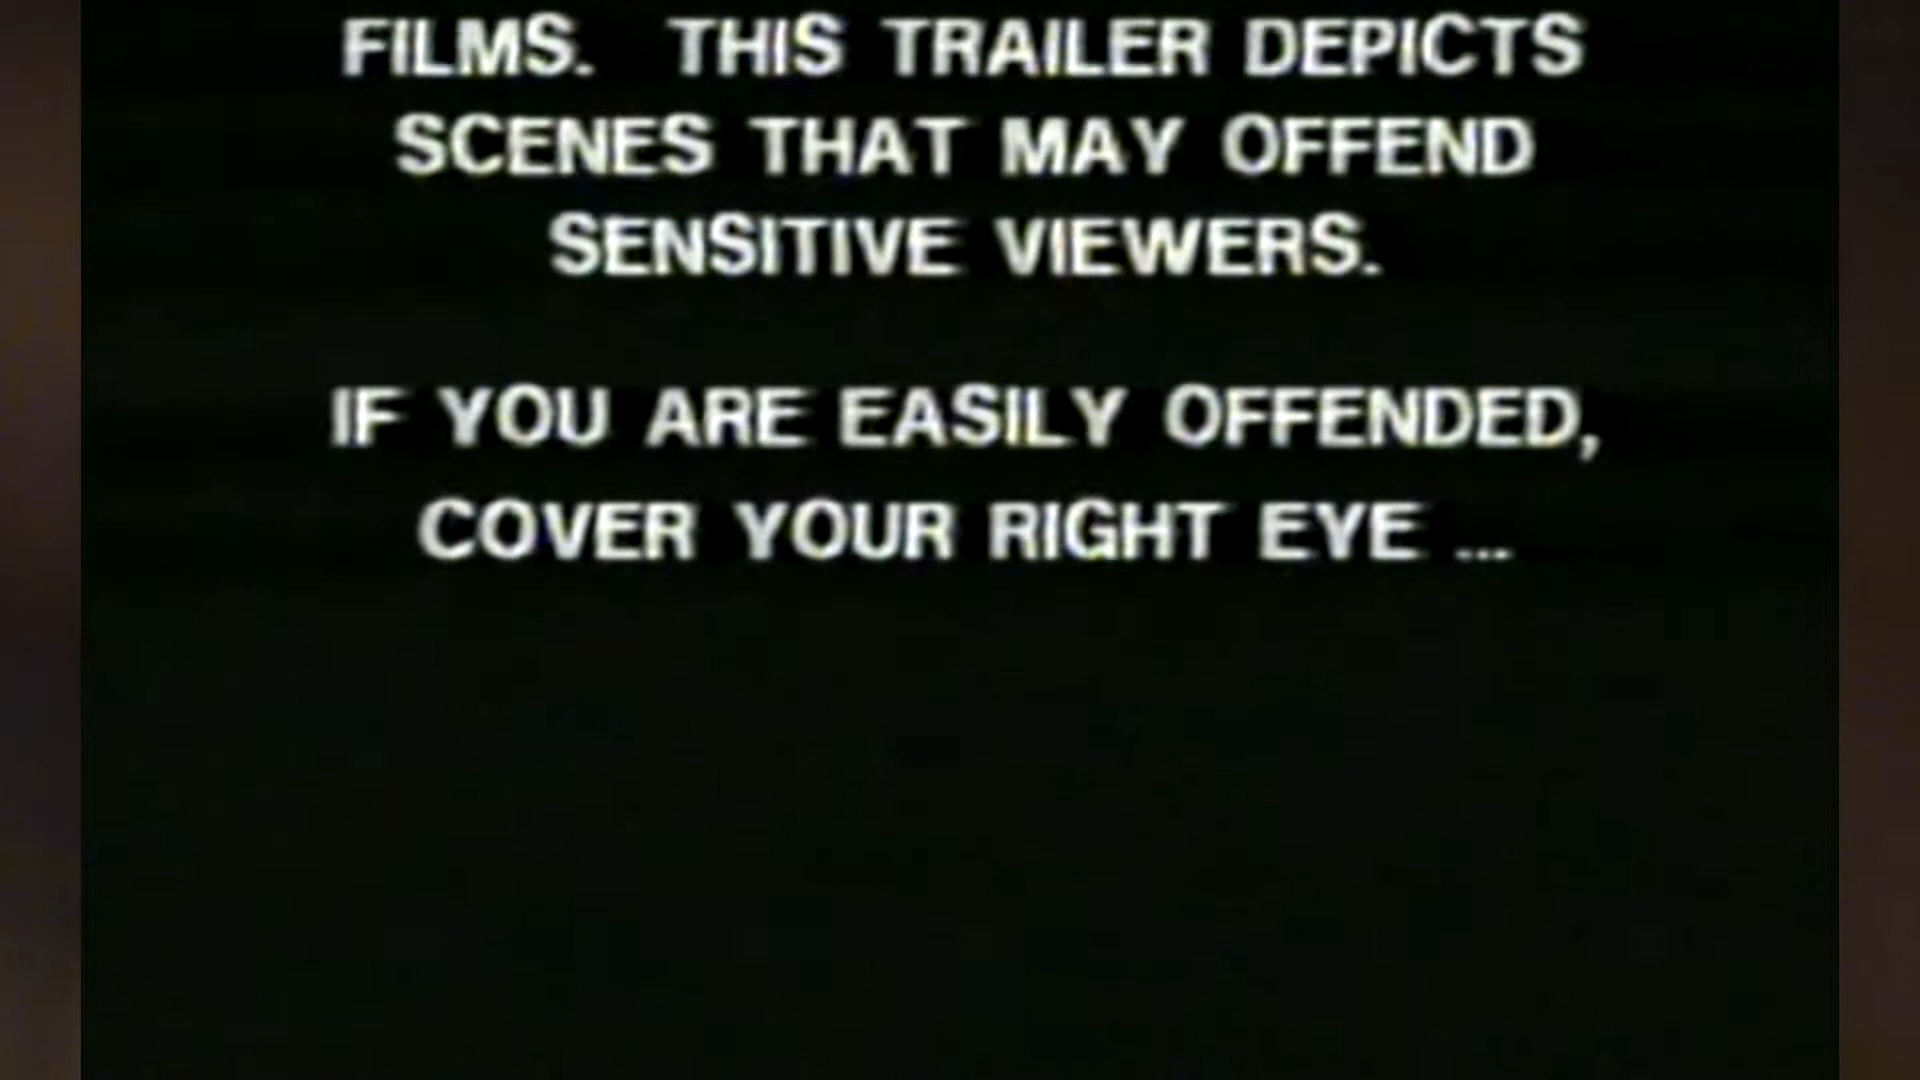 FILMS. THIS TRAILER DEPICTS
SCENES THAT MAY OFFEND
SENSITIVE VIEWERS.
IF YOU ARE EASILY OFFENDED,
COVER YOUR RIGHT EYE ...